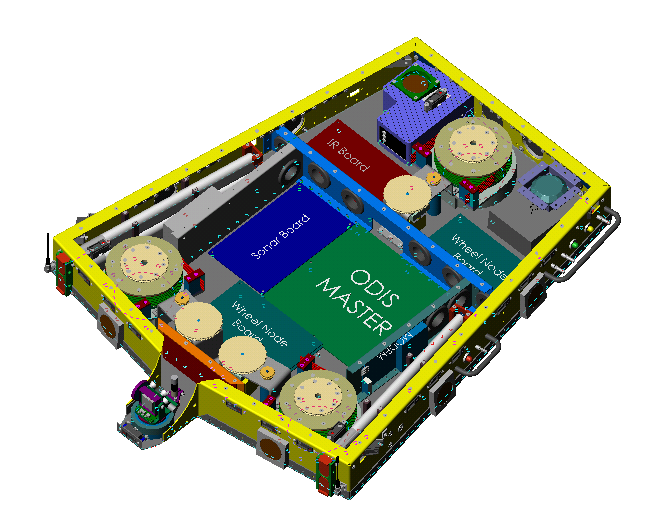 IR Board
Sonar Board
Wheel Node
Board
ODIS
MASTER
Wheel Node
Board